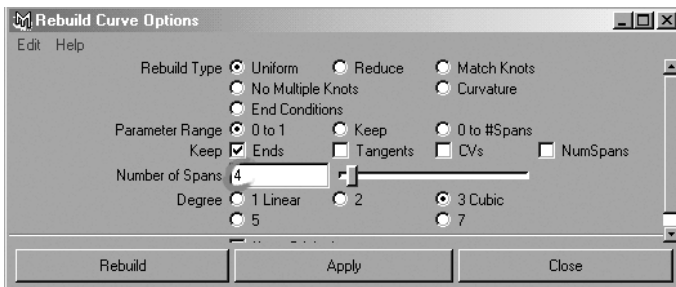 Rebuild Curve Options
Edit Help
Rebuild Type Uniform Reduce Match Knots
No Multiple Knots Curvature
End Conditions
Parameter Range 0 to 1 Keep 0 to #Spans
Keep Ends Tangents CVs NumSpans
Number of Spans 4
Degree 1 Linear 2 3 Cubic
5 7
Rebuild Apply Close